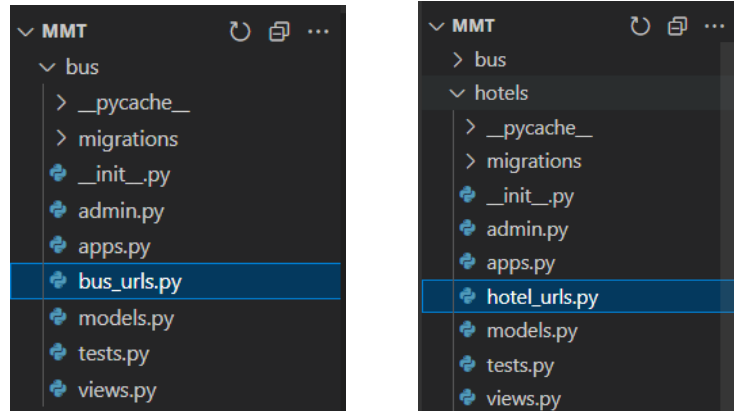 MMT
bus
__pycache__
migrations
__init__.py
admin.py
apps.py
bus_urls.py
models.py
tests.py
views.py
MMT
bus
hotels
__pycache__
migrations
__init__.py
admin.py
apps.py
hotel_urls.py
models.py
tests.py
views.py